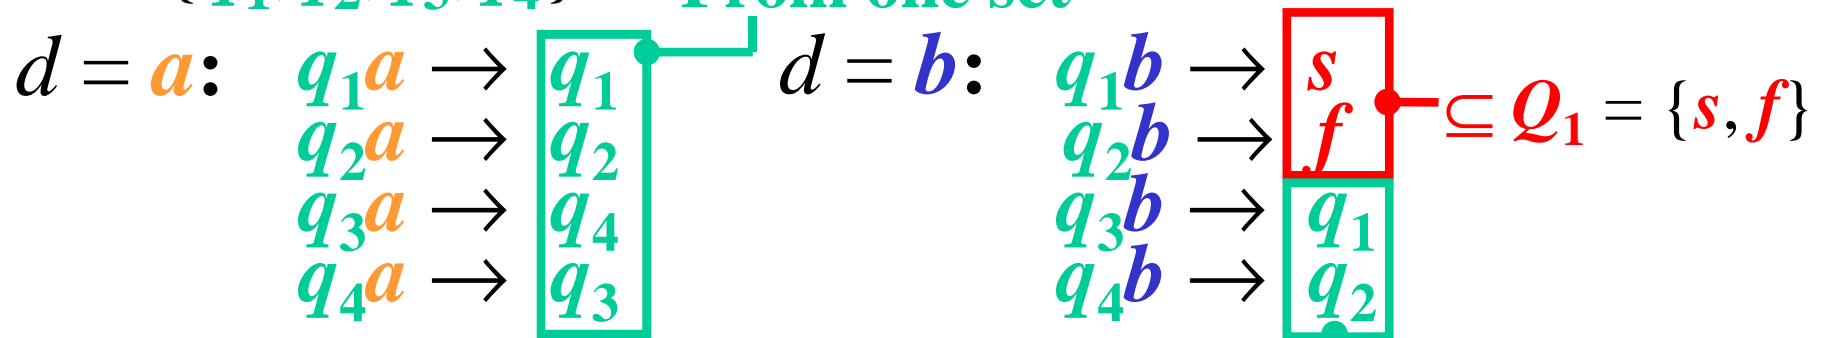 d = a: q₁a → q₁ d = b: q₁b → s
q₂a → q₂ q₂b → f ⊆ Q₁ = {s, f}
q₃a → q₄ q₃b → q₁
q₄a → q₃ q₄b → q₂